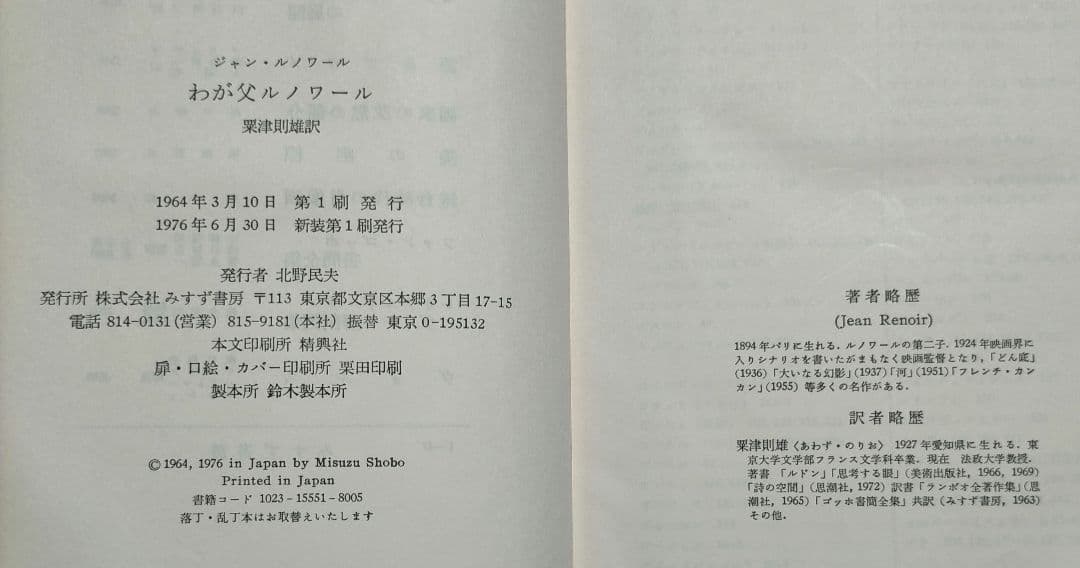 ジャン・ルノワール
わが父ルノワール
粟津則雄訳
1964年3月10日 第1刷発行
1976年6月30日 新装第1刷発行
発行者 北野民夫
発行所 株式会社 みすず書房 〒113 東京都文京区本郷3丁目17-15
電話 814-0131(営業) 815-9181(本社) 振替 東京0-195132
本文印刷所 精興社
扉・口絵・カバー印刷所 栗田印刷
製本所 鈴木製本所
© 1964, 1976 in Japan by Misuzu Shobo
Printed in Japan
書籍コード 1023-15551-8005
落丁・乱丁本はお取替えいたします
著者略歴
(Jean Renoir)
1894年パリに生れる．ルノワールの第二子．1924年映画界に
入りシナリオを書いたがまもなく映画監督となり，「どん底」
(1936)「大いなる幻影」(1937)「河」(1951)「フレンチ・カン
カン」(1955) 等多くの名作がある．
訳者略歴
粟津則雄〈あわず・のりお〉 1927年愛知県に生れる．東
京大学文学部フランス文学科卒業．現在 法政大学教授．
著書 「ルドン」「思考する眼」(美術出版社, 1966, 1969)
「詩の空間」(思潮社, 1972) 訳書「ランボオ全著作集」(思
潮社, 1965)「ゴッホ書簡全集」共訳(みすず書房, 1963)
その他．